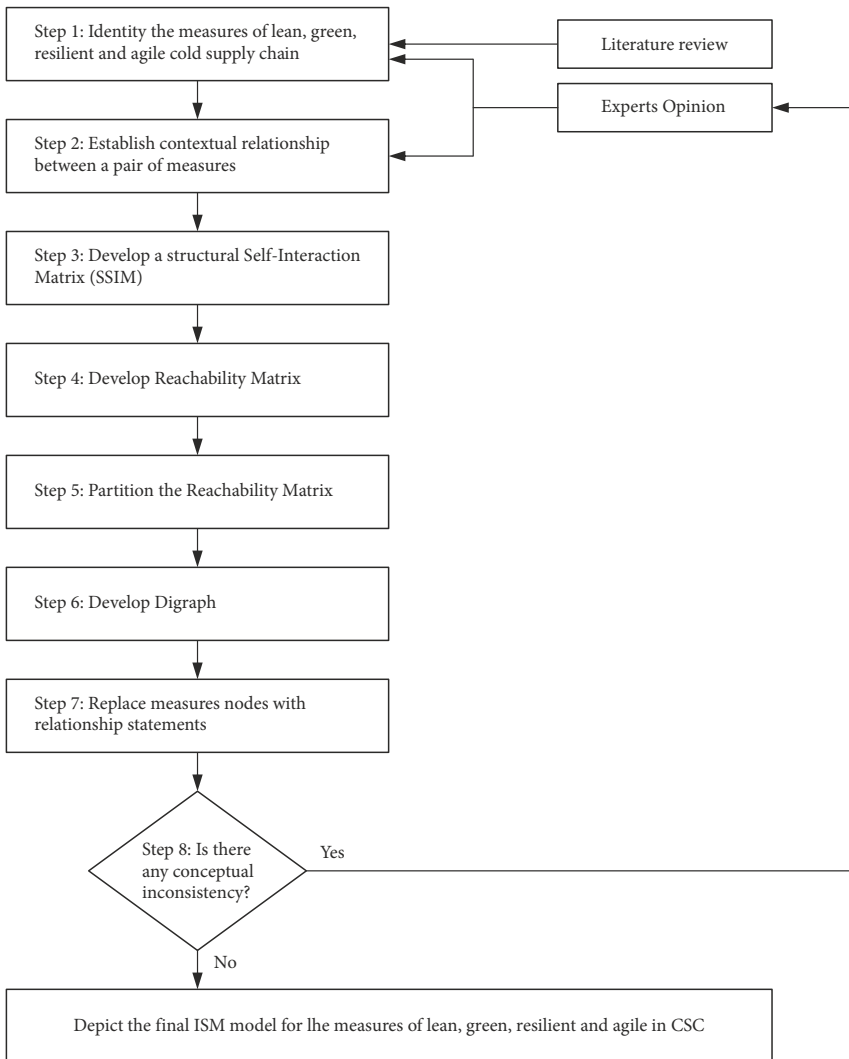 Step 1: Identity the measures of lean, green,
resilient and agile cold supply chain
Literature review
Experts Opinion
Step 2: Establish contextual relationship
between a pair of measures
Step 3: Develop a structural Self-Interaction
Matrix (SSIM)
Step 4: Develop Reachability Matrix
Step 5: Partition the Reachability Matrix
Step 6: Develop Digraph
Step 7: Replace measures nodes with
relationship statements
Step 8: Is there
any conceptual
inconsistency?
Yes
No
Depict the final ISM model for lhe measures of lean, green, resilient and agile in CSC